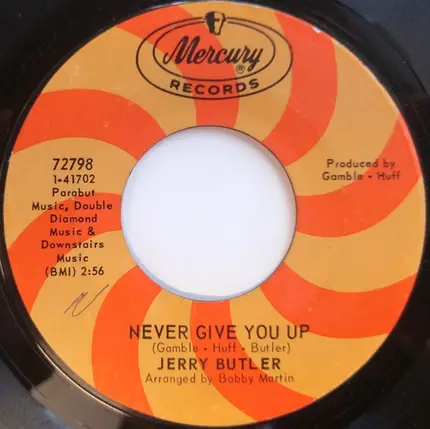 Mercury
®
RECORDS
72798
1-41702
Parabut
Music, Double
Diamond
Music &
Downstairs
Music
(BMI) 2:56
Produced by
Gamble - Huff
NEVER GIVE YOU UP
(Gamble - Huff - Butler)
JERRY BUTLER
Arranged by Bobby Martin